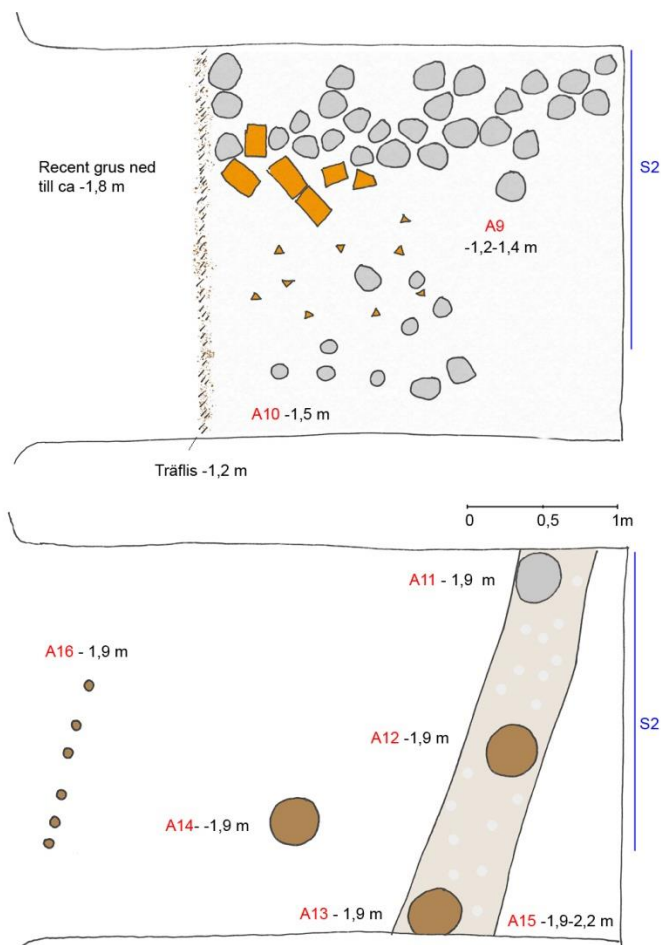 Recent grus ned
till ca -1,8 m
S2
A9
-1,2-1,4 m
A10 -1,5 m
Träflis -1,2 m
0 0,5 1m
A11 - 1,9 m
A16 - 1,9 m
S2
A12 -1,9 m
A14- -1,9 m
A13 - 1,9 m
A15 -1,9-2,2 m